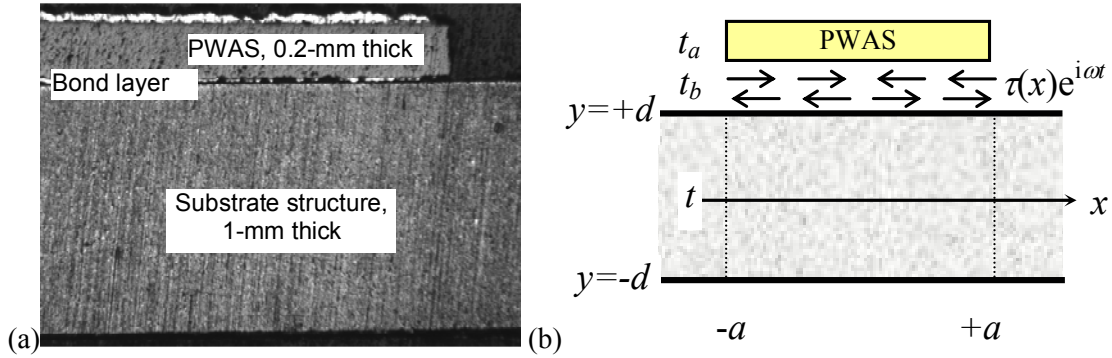 PWAS, 0.2-mm thick
Bond layer
Substrate structure,
1-mm thick
(a)
t_a
PWAS
t_b
τ(x)e^{iωt}
y=+d
t
x
y=-d
-a
+a
(b)